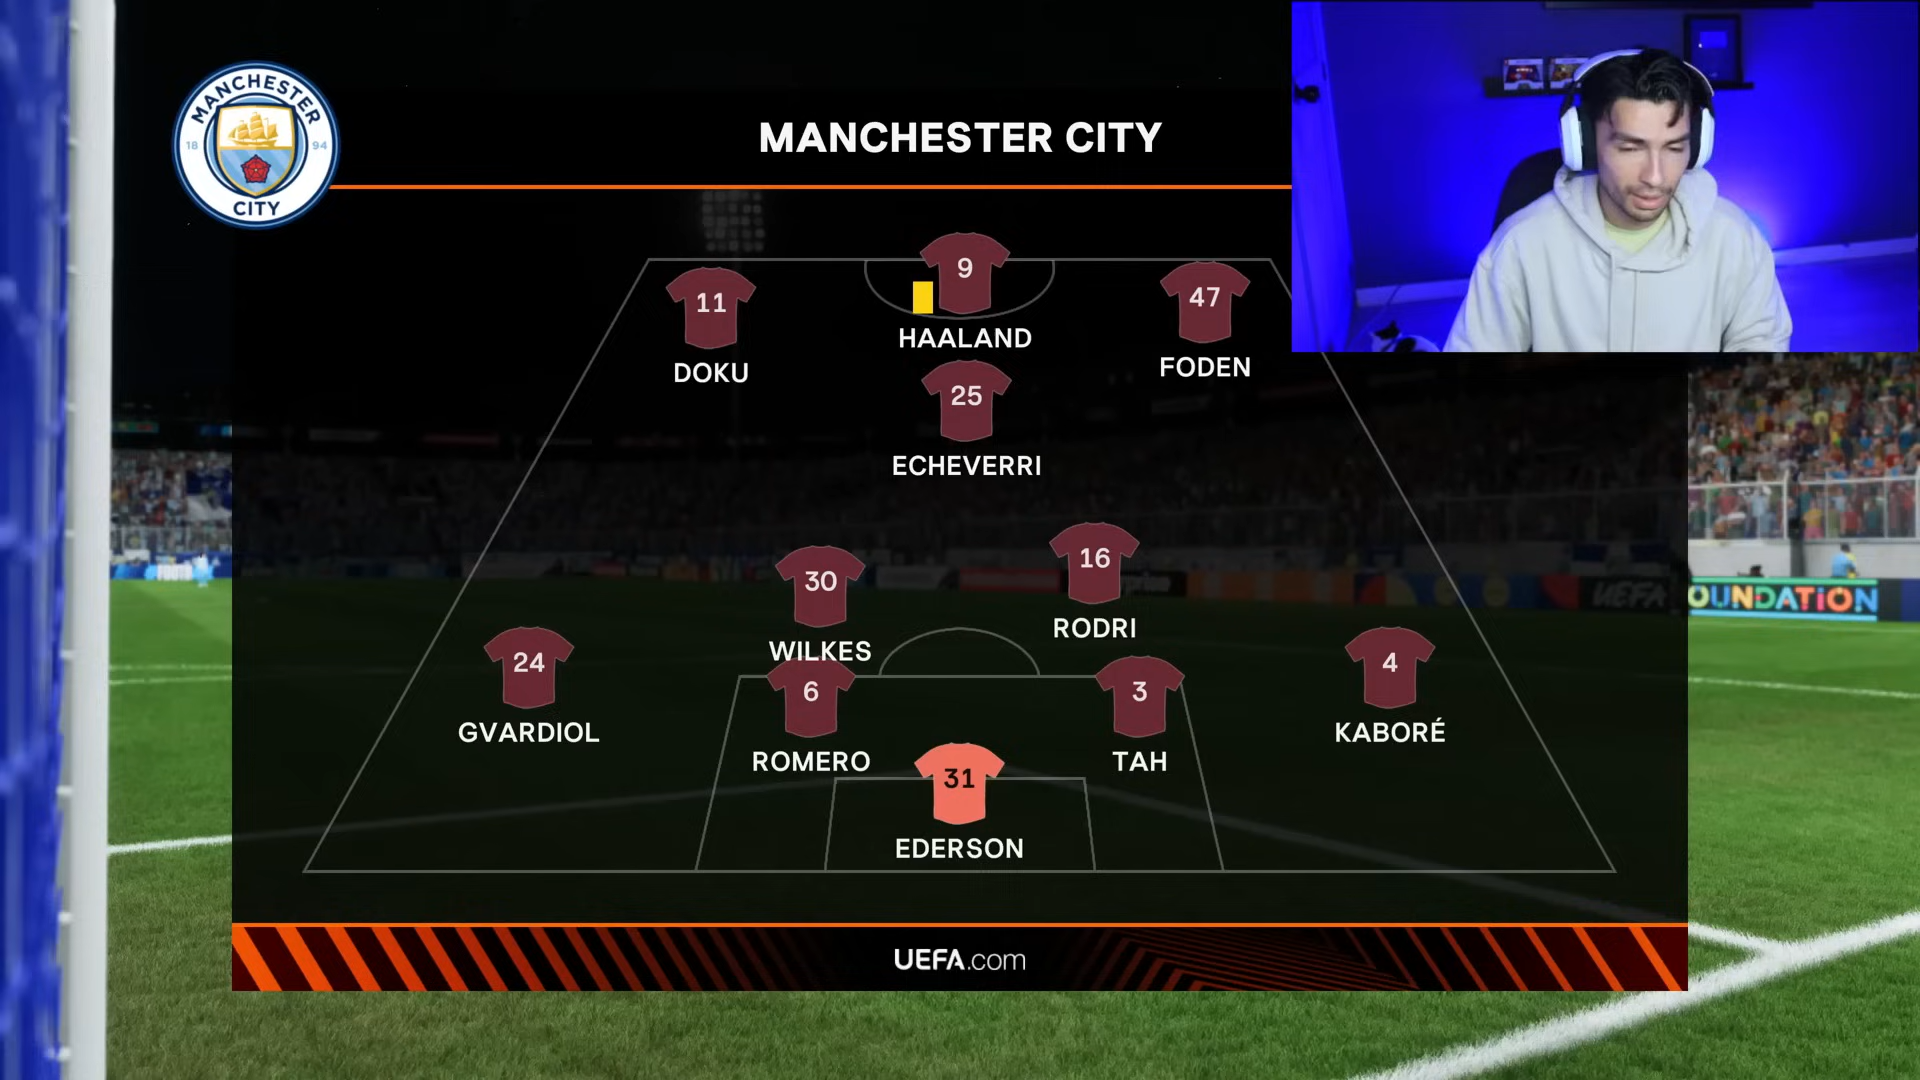 MANCHESTER
18 94
CITY
MANCHESTER CITY
9
11
47
HAALAND
FODEN
DOKU
25
ECHEVERRI
16
30
RODRI
WILKES
24
4
6
3
GVARDIOL
KABORÉ
ROMERO
TAH
31
EDERSON
UEFA.com
UEFA
OUNDATION